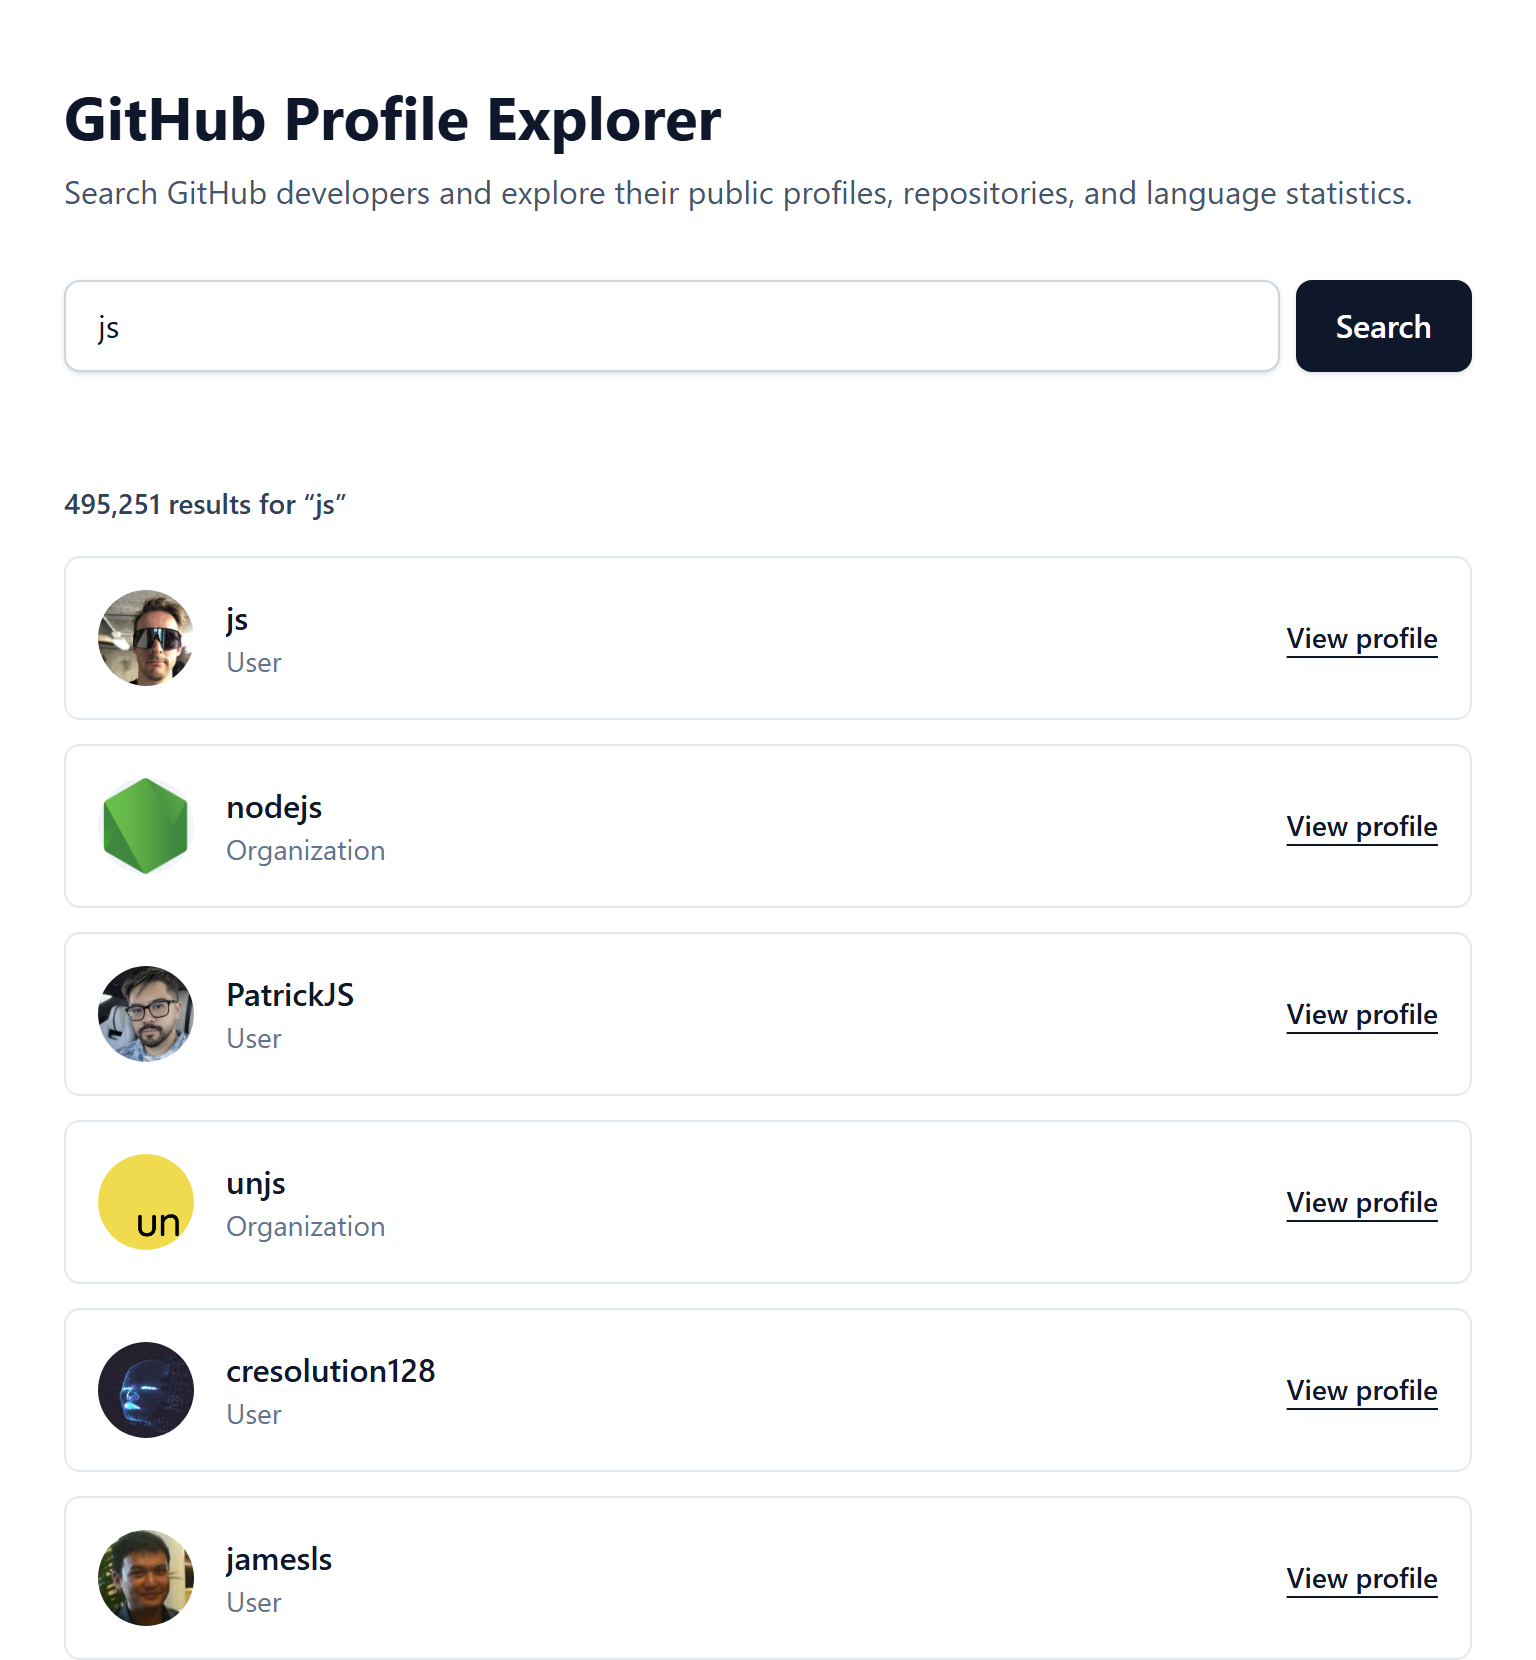 GitHub Profile Explorer
Search GitHub developers and explore their public profiles, repositories, and language statistics.
js
Search
495,251 results for “js”
js
User
View profile
nodejs
Organization
View profile
PatrickJS
User
View profile
un
unjs
Organization
View profile
cresolution128
User
View profile
jamesls
User
View profile